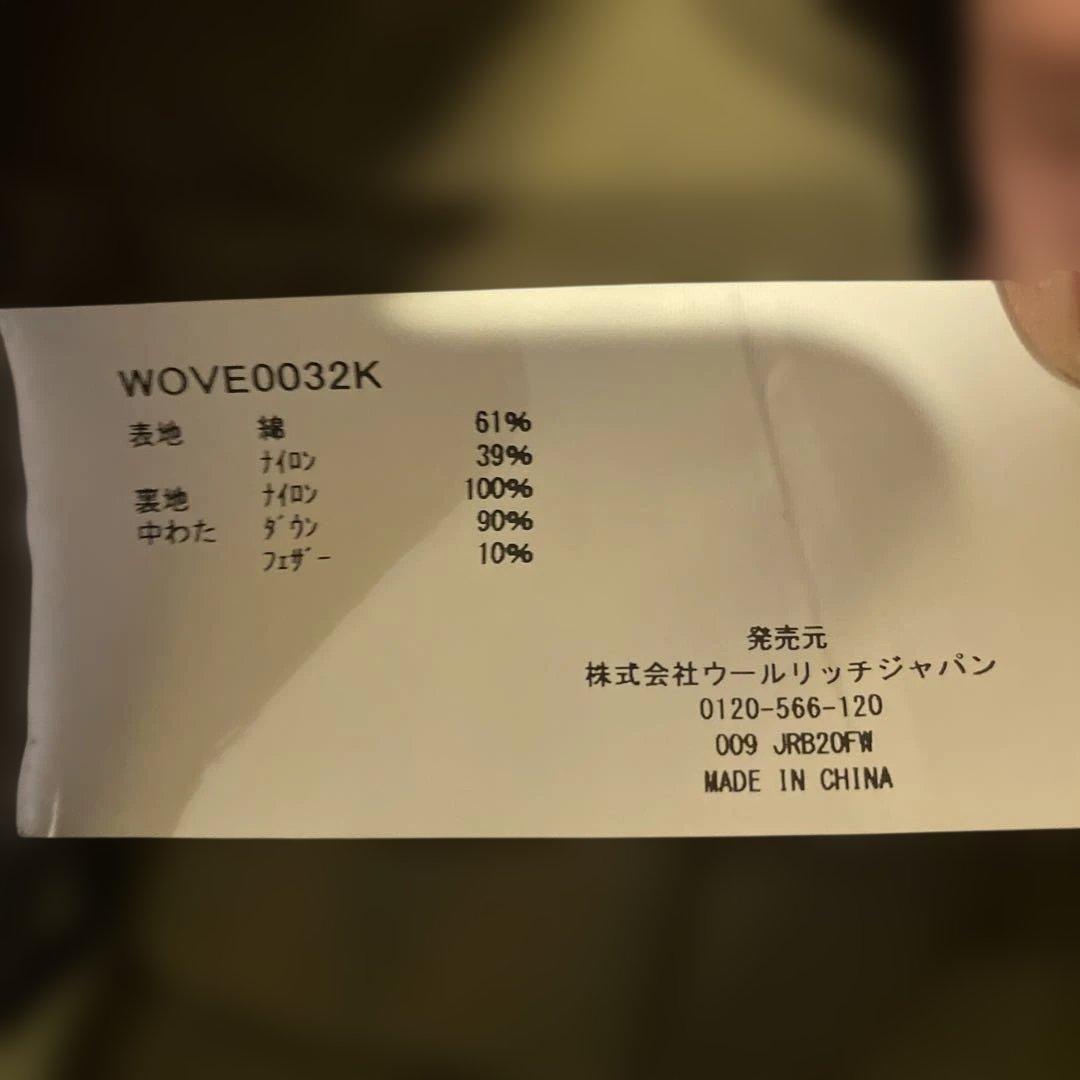 WOVE0032K
表地 綿 61%
ﾅｲﾛﾝ 39%
裏地 ﾅｲﾛﾝ 100%
中わた ﾀﾞｳﾝ 90%
ﾌｪｻﾞｰ 10%
発売元
株式会社ウールリッチジャパン
0120-566-120
009 JRB20FW
MADE IN CHINA